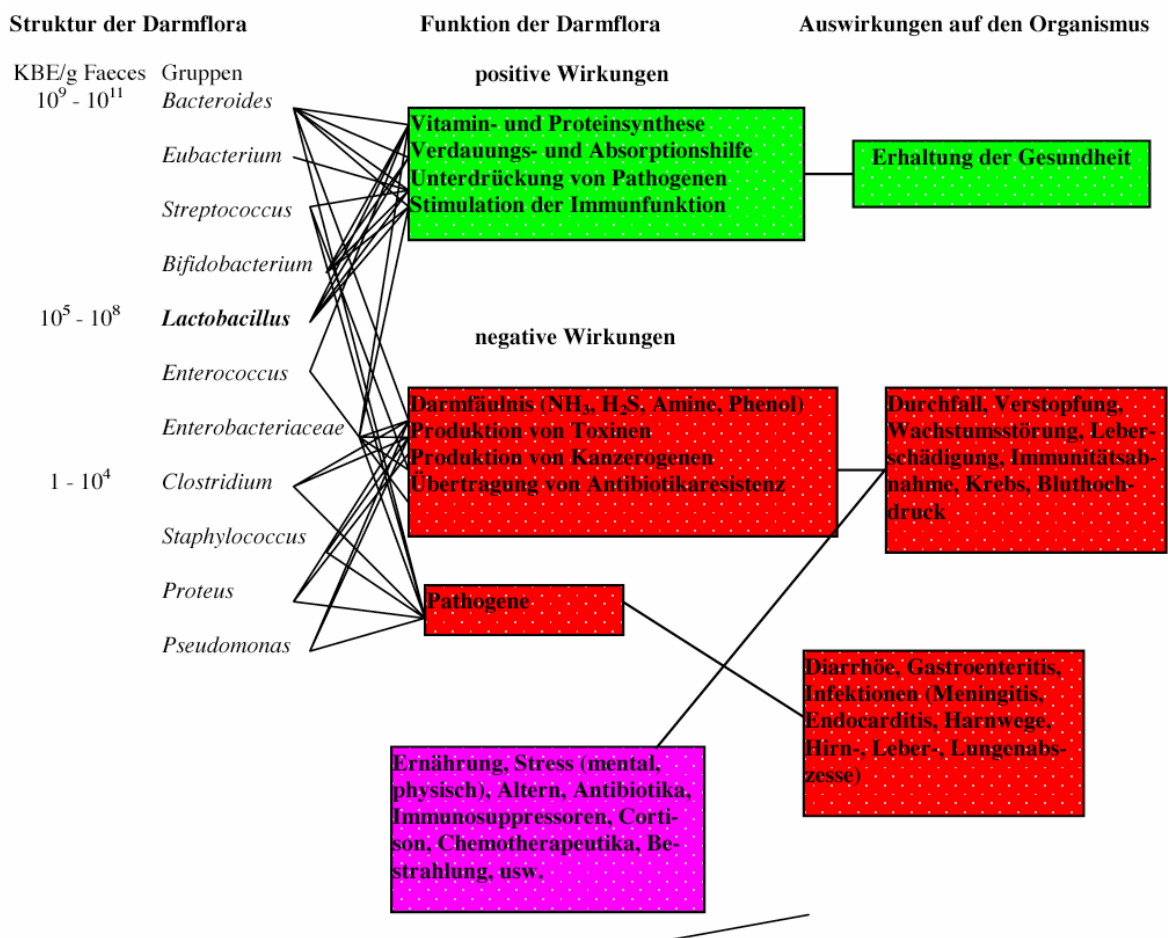 Struktur der Darmflora
Funktion der Darmflora
Auswirkungen auf den Organismus
KBE/g Faeces
Gruppen
10⁹ - 10¹¹
Bacteroides
Eubacterium
Streptococcus
Bifidobacterium
10⁵ - 10⁸
Lactobacillus
Enterococcus
Enterobacteriaceae
1 - 10⁴
Clostridium
Staphylococcus
Proteus
Pseudomonas
positive Wirkungen
Vitamin- und Proteinsynthese
Verdauungs- und Absorptionshilfe
Unterdrückung von Pathogenen
Stimulation der Immunfunktion
Erhaltung der Gesundheit
negative Wirkungen
Darmfäulnis (NH₃, H₂S, Amine, Phenol)
Produktion von Toxinen
Produktion von Kanzerogenen
Übertragung von Antibiotikaresistenz
Durchfall, Verstopfung,
Wachstumsstörung, Leber-
schädigung, Immunitätsab-
nahme, Krebs, Bluthoch-
druck
Pathogene
Diarrhöe, Gastroenteritis,
Infektionen (Meningitis,
Endocarditis, Harnwege,
Hirn-, Leber-, Lungenabs-
zesse)
Ernährung, Stress (mental,
physisch), Altern, Antibiotika,
Immunosuppressoren, Corti-
son, Chemotherapeutika, Be-
strahlung, usw.